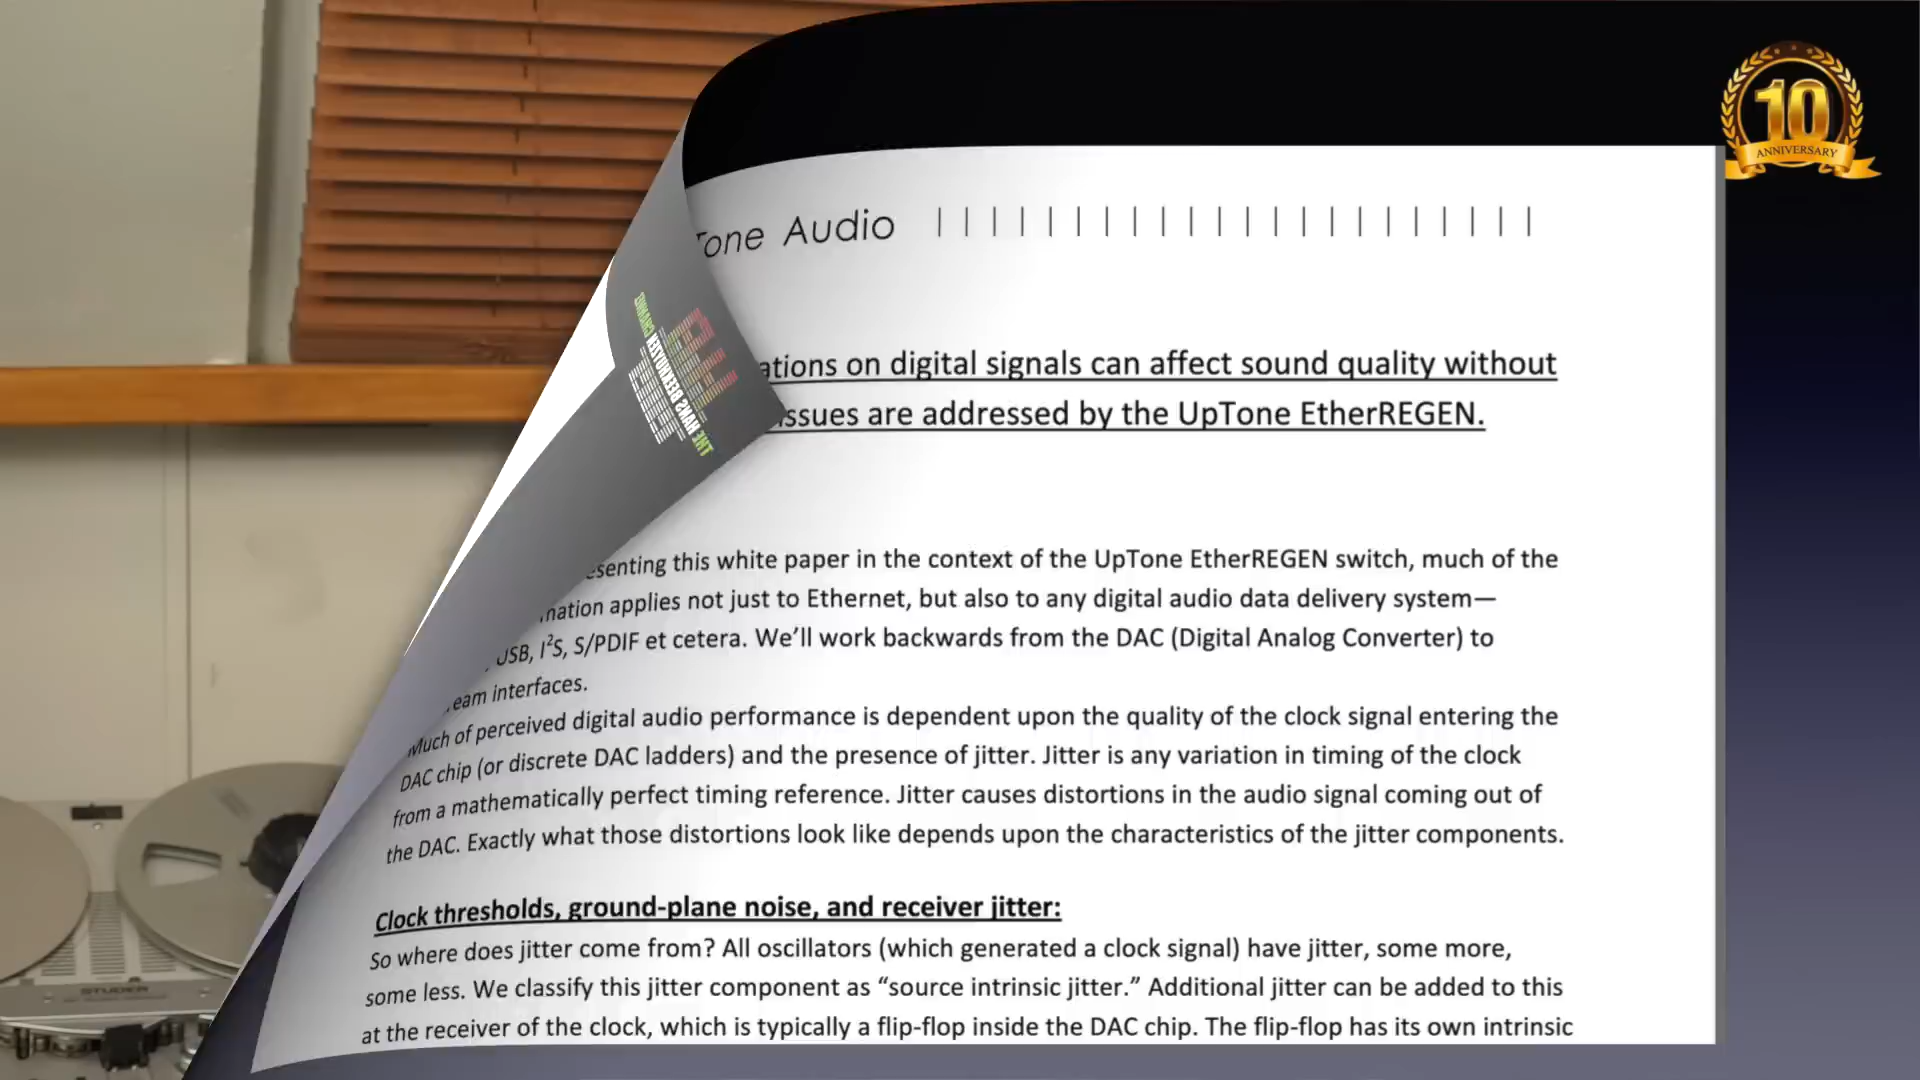 Tone Audio
10
ANNIVERSARY
THE HANS BEEKHUYZEN CHANNEL
on digital signals can affect sound quality without
issues are addressed by the UpTone EtherREGEN.
this white paper in the context of the UpTone EtherREGEN switch, much of the
applies not just to Ethernet, but also to any digital audio data delivery system—
USB, I²S, S/PDIF et cetera. We’ll work backwards from the DAC (Digital Analog Converter) to
interfaces.
Much of perceived digital audio performance is dependent upon the quality of the clock signal entering the
DAC chip (or discrete DAC ladders) and the presence of jitter. Jitter is any variation in timing of the clock
from a mathematically perfect timing reference. Jitter causes distortions in the audio signal coming out of
the DAC. Exactly what those distortions look like depends upon the characteristics of the jitter components.
Clock thresholds, ground-plane noise, and receiver jitter:
So where does jitter come from? All oscillators (which generated a clock signal) have jitter, some more,
some less. We classify this jitter component as “source intrinsic jitter.” Additional jitter can be added to this
at the receiver of the clock, which is typically a flip-flop inside the DAC chip. The flip-flop has its own intrinsic
STUDER